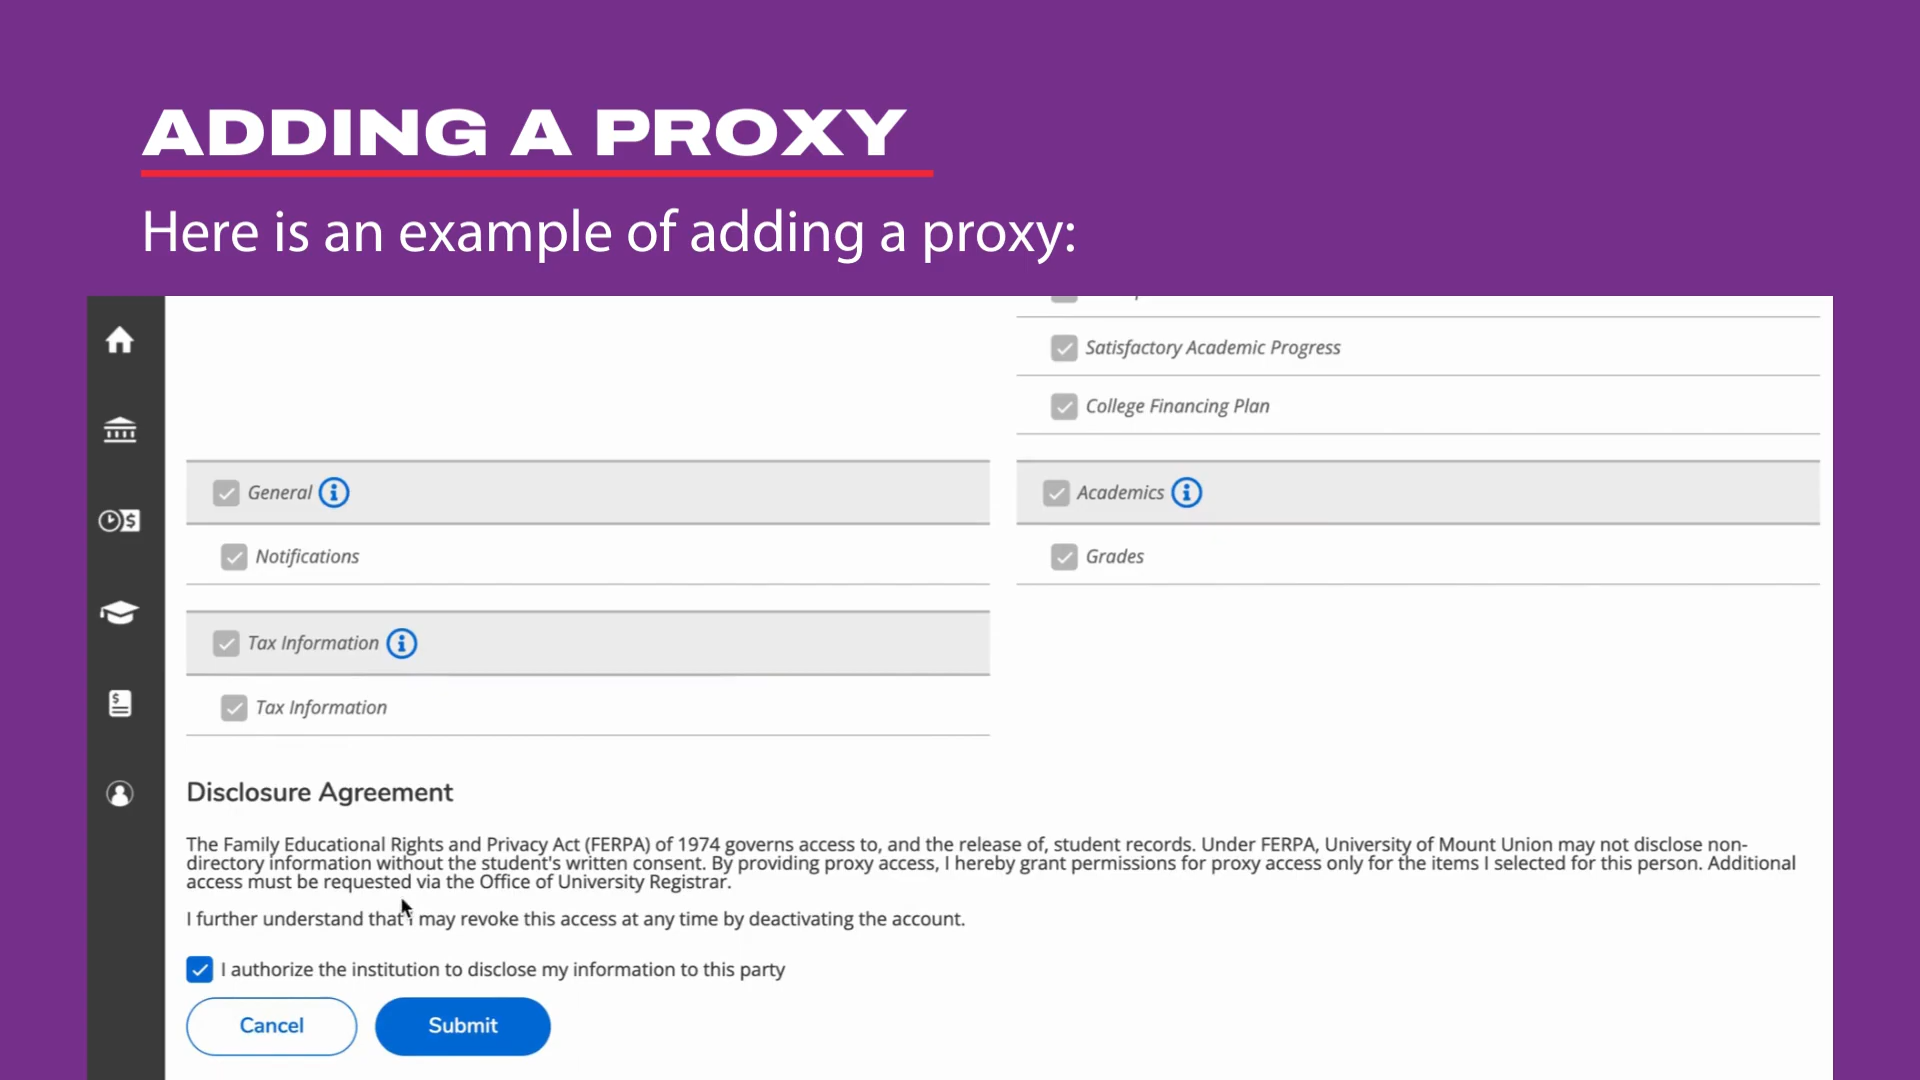 ADDING A PROXY
Here is an example of adding a proxy:
Satisfactory Academic Progress
College Financing Plan
General
Academics
Notifications
Grades
Tax Information
Tax Information
Disclosure Agreement
The Family Educational Rights and Privacy Act (FERPA) of 1974 governs access to, and the release of, student records. Under FERPA, University of Mount Union may not disclose non-
directory information without the student's written consent. By providing proxy access, I hereby grant permissions for proxy access only for the items I selected for this person. Additional
access must be requested via the Office of University Registrar.
I further understand that I may revoke this access at any time by deactivating the account.
I authorize the institution to disclose my information to this party
Cancel
Submit